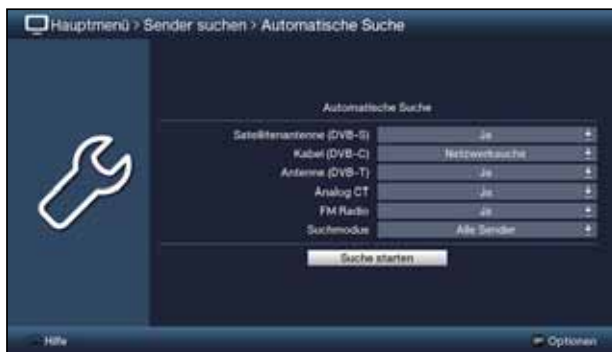 Hauptmenü > Sender suchen > Automatische Suche
Automatische Suche
Satellitenantenne (DVB-S) Ja
Kabel (DVB-C) Netzwerksuche
Antenne (DVB-T) Ja
Analog CT Ja
FM Radio Ja
Suchmodus Alle Sender
Suche starten
Hilfe
Optionen